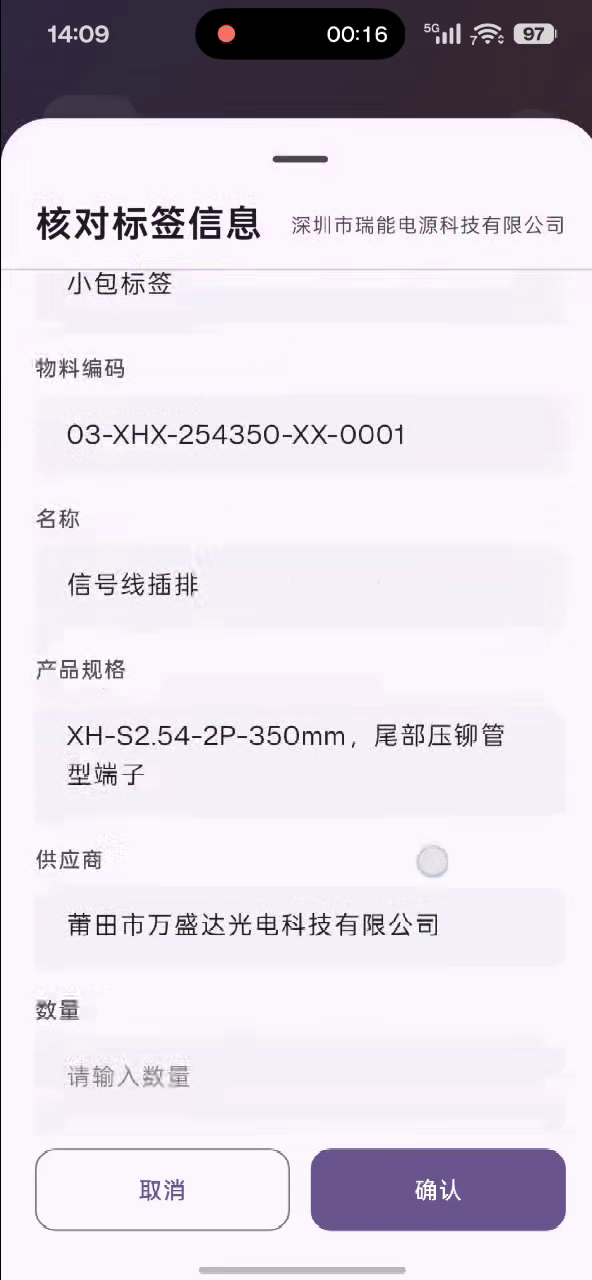 14:09
00:16
5G
7
97
核对标签信息 深圳市瑞能电源科技有限公司
小包标签
物料编码
03-XHX-254350-XX-0001
名称
信号线插排
产品规格
XH-S2.54-2P-350mm，尾部压铆管
型端子
供应商
莆田市万盛达光电科技有限公司
数量
请输入数量
取消
确认